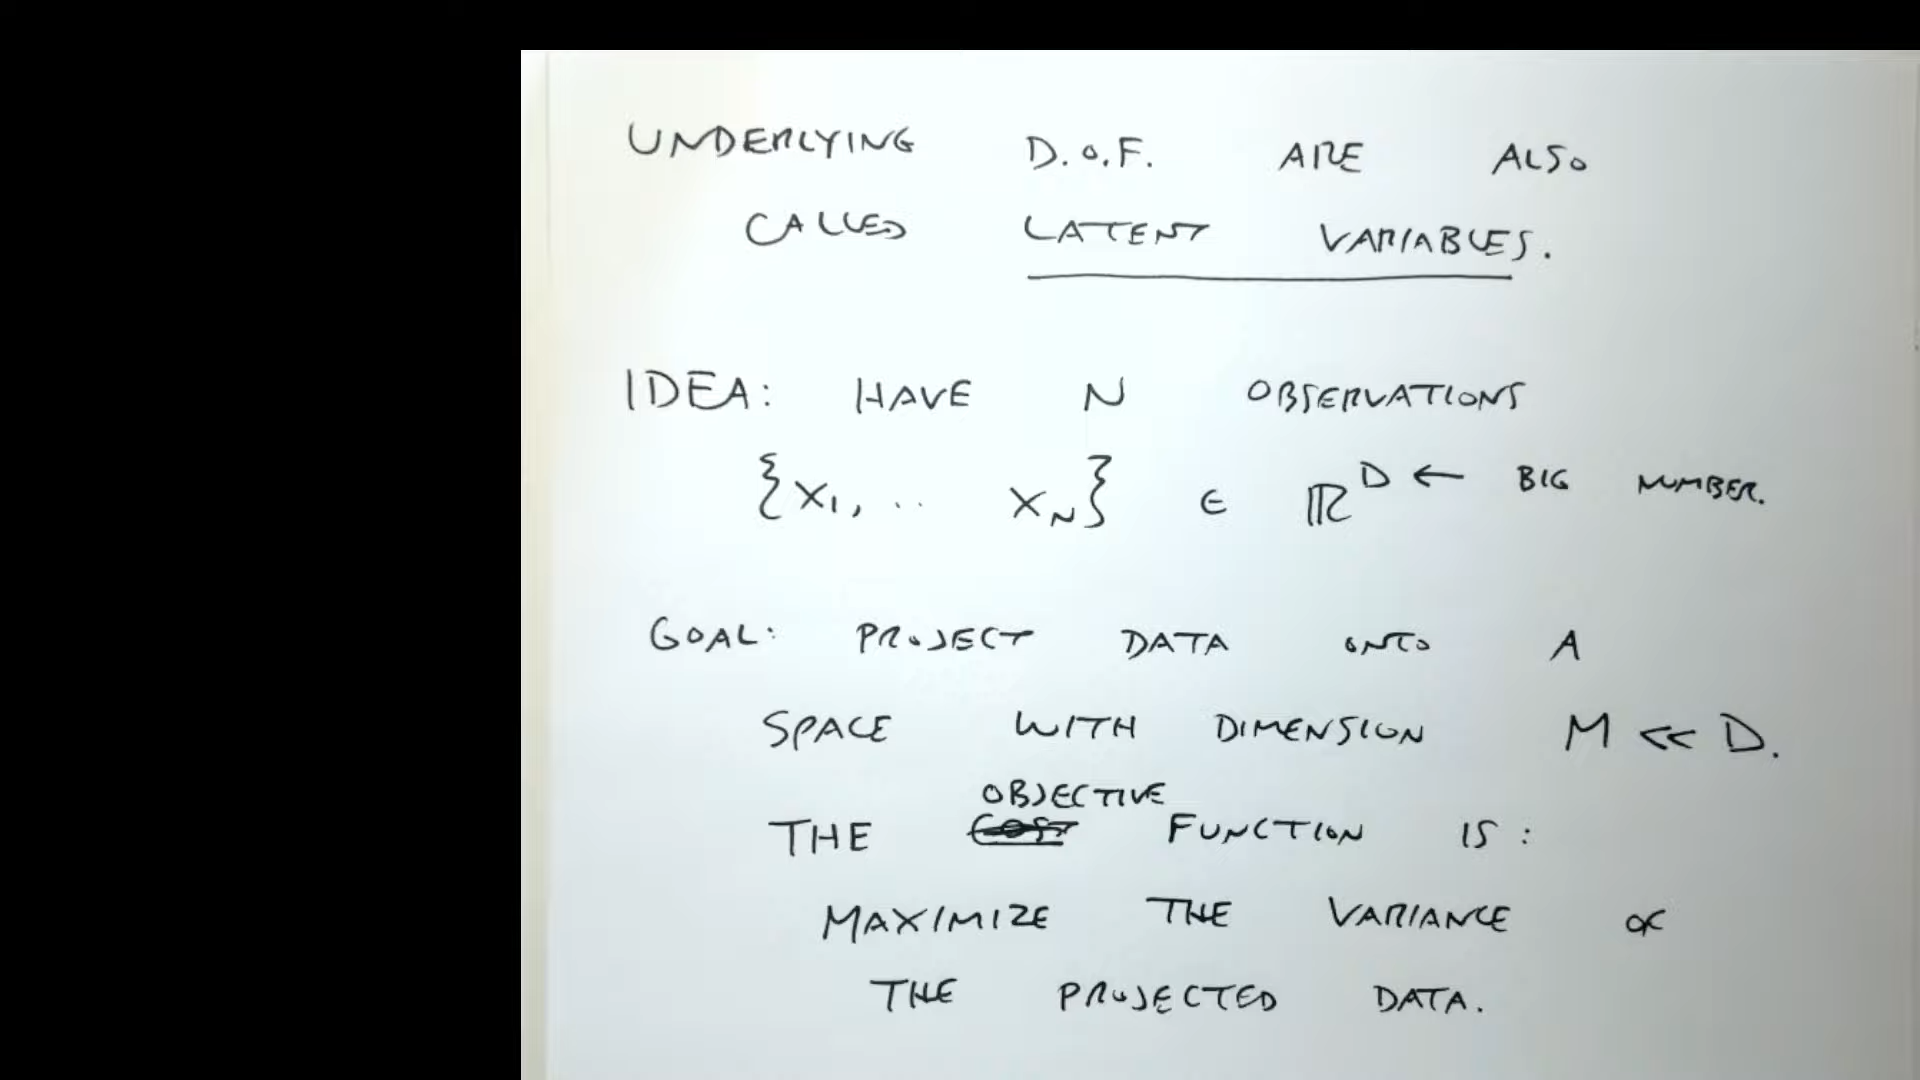 UNDERLYING D.O.F. ARE ALSO
CALLED LATENT VARIABLES.
IDEA: HAVE N OBSERVATIONS
{X1, .. XN} ∈ ℝ^D ← BIG NUMBER.
GOAL: PROJECT DATA ONTO A
SPACE WITH DIMENSION M << D.
OBJECTIVE
THE COST FUNCTION IS:
MAXIMIZE THE VARIANCE OF
THE PROJECTED DATA.